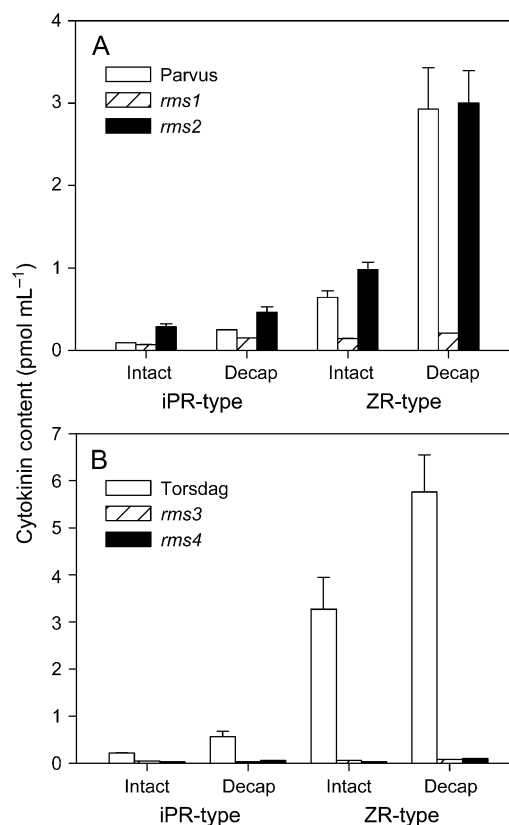 A
Parvus
rms1
rms2
4
3
2
1
0
Intact Decap Intact Decap
iPR-type ZR-type
Cytokinin content (pmol mL⁻¹)
B
Torsdag
rms3
rms4
7
6
5
4
3
2
1
0
Intact Decap Intact Decap
iPR-type ZR-type